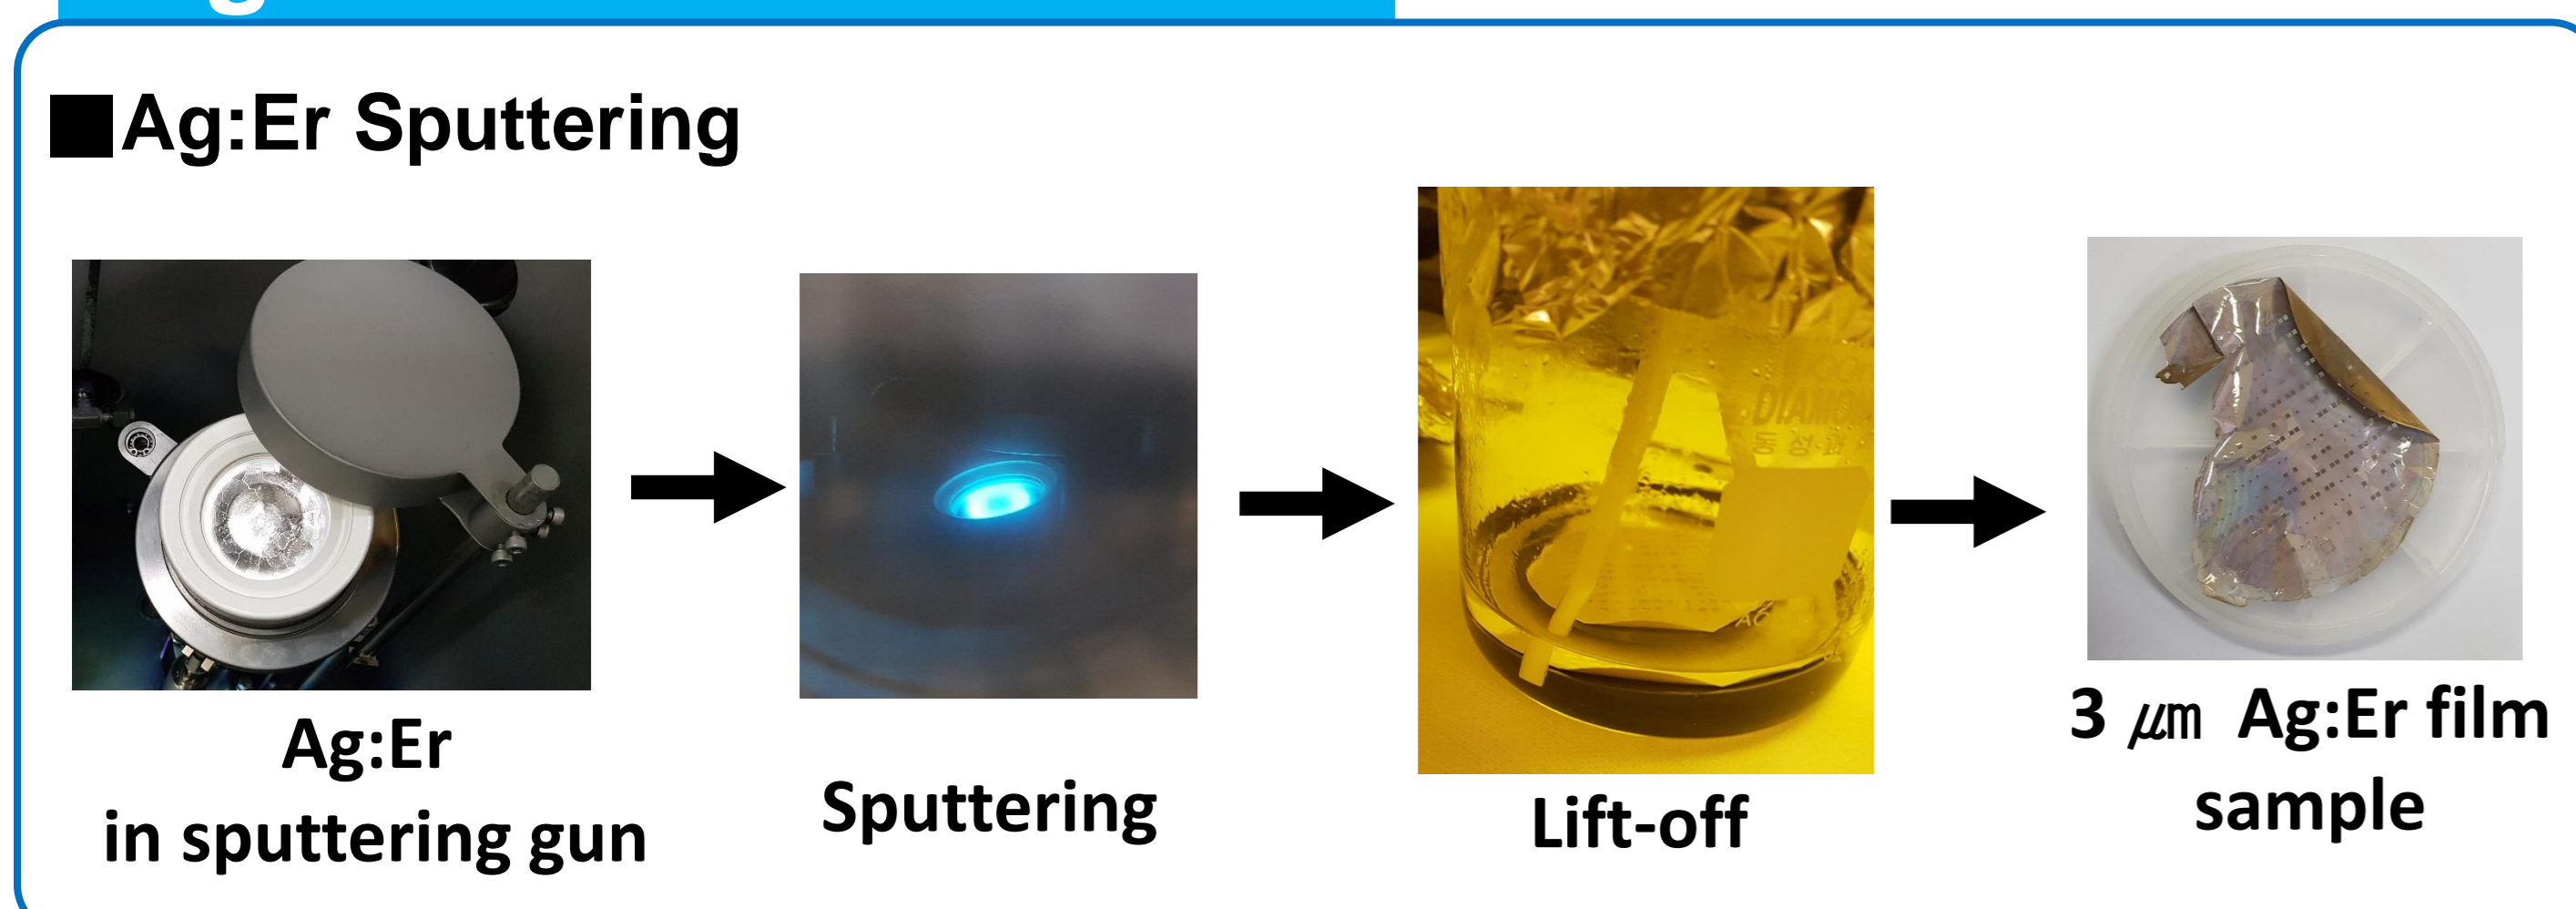 ■Ag:Er Sputtering
Ag:Er
in sputtering gun
Sputtering
Lift-off
3 ㎛ Ag:Er film
sample